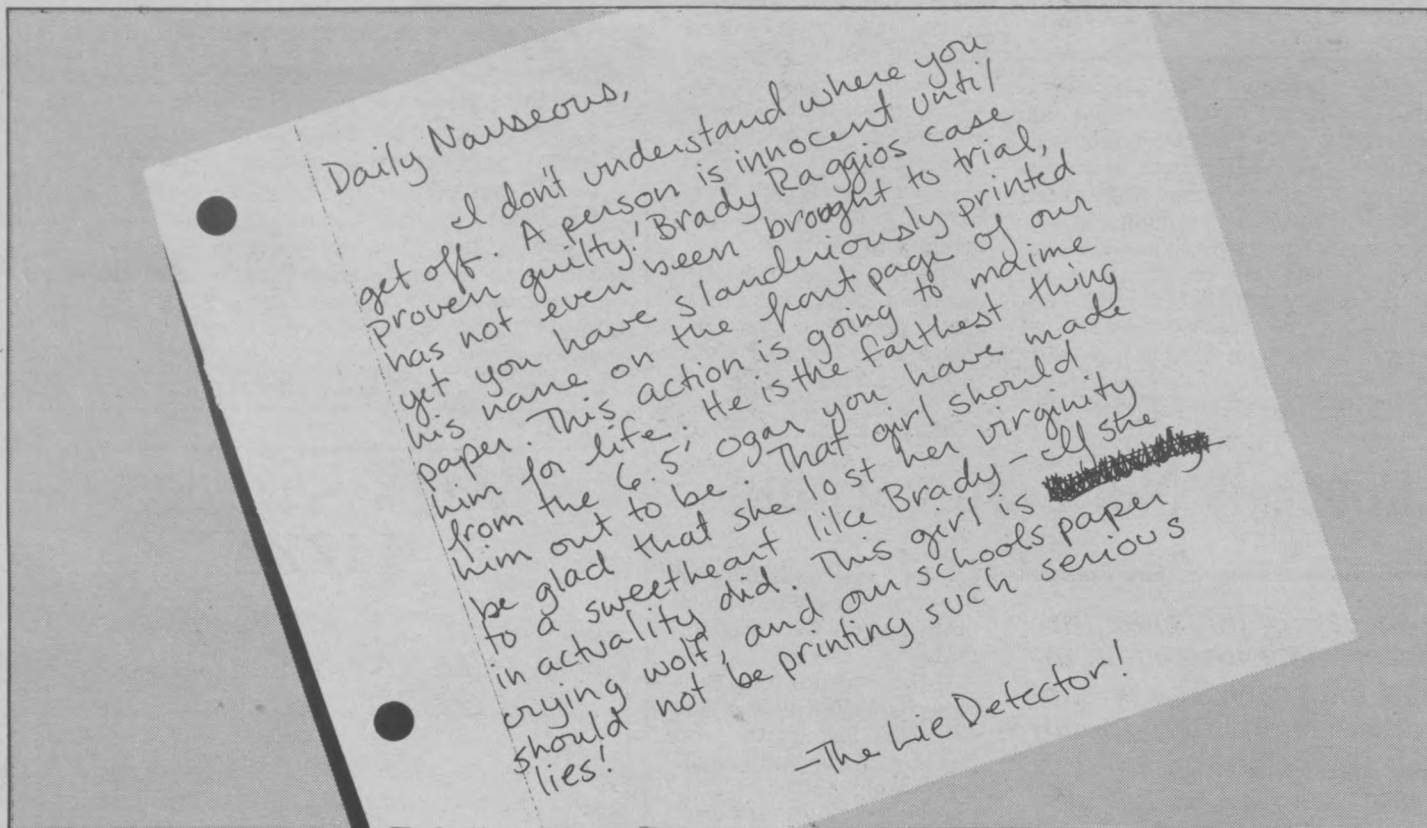 Daily Nauseous,
I don't understand where you
get off. A person is innocent until
proven guilty! Brady Raggios case
has not even been brought to trial,
yet you have slanderiously printed
his name on the front page of our
paper. This action is going to maime
him for life. He is the farthest thing
from the 6.5' ogar you have made
him out to be. That girl should
be glad that she lost her virginity
to a sweetheart like Brady - If she
in actuality did. This girl is
crying wolf, and our schools paper
should not be printing such serious
lies!
-The Lie Detector!